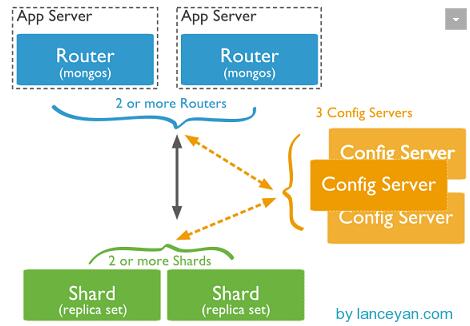 App Server
App Server
Router
(mongos)
Router
(mongos)
2 or more Routers
3 Config Servers
Config Server
Config Server
Config Server
2 or more Shards
Shard
(replica set)
Shard
(replica set)
by lanceyan.com